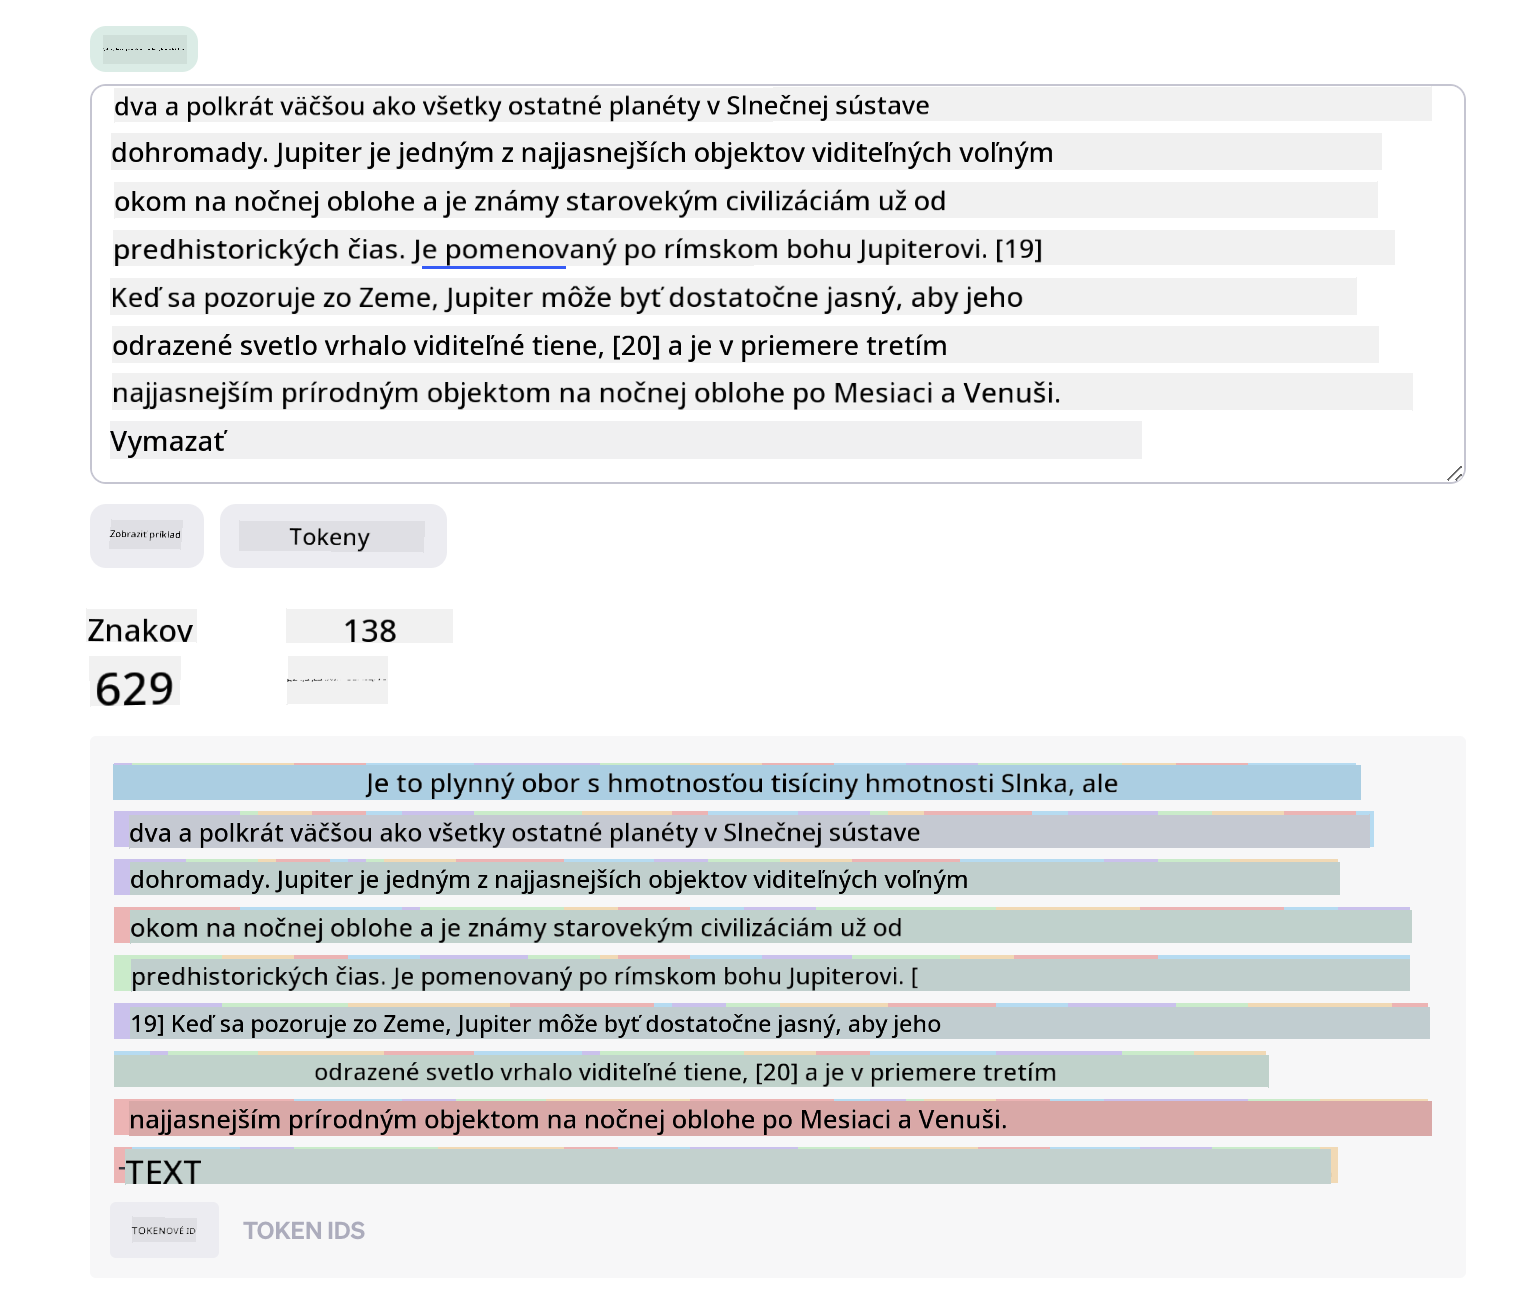 dva a polkrát väčšou ako všetky ostatné planéty v Slnečnej sústave
dohromady. Jupiter je jedným z najjasnejších objektov viditeľných voľným
okom na nočnej oblohe a je známy starovekým civilizáciám už od
predhistorických čias. Je pomenovaný po rímskom bohu Jupiterovi. [19]
Keď sa pozoruje zo Zeme, Jupiter môže byť dostatočne jasný, aby jeho
odrazené svetlo vrhalo viditeľné tiene, [20] a je v priemere tretím
najjasnejším prírodným objektom na nočnej oblohe po Mesiaci a Venuši.
Vymazať
Zobraziť príklad
Tokeny
Znakov
138
629
Je to plynný obor s hmotnosťou tisíciny hmotnosti Slnka, ale
dva a polkrát väčšou ako všetky ostatné planéty v Slnečnej sústave
dohromady. Jupiter je jedným z najjasnejších objektov viditeľných voľným
okom na nočnej oblohe a je známy starovekým civilizáciám už od
predhistorických čias. Je pomenovaný po rímskom bohu Jupiterovi. [
19] Keď sa pozoruje zo Zeme, Jupiter môže byť dostatočne jasný, aby jeho
odrazené svetlo vrhalo viditeľné tiene, [20] a je v priemere tretím
najjasnejším prírodným objektom na nočnej oblohe po Mesiaci a Venuši.
-TEXT
TOKENOVÉ ID
TOKEN IDS